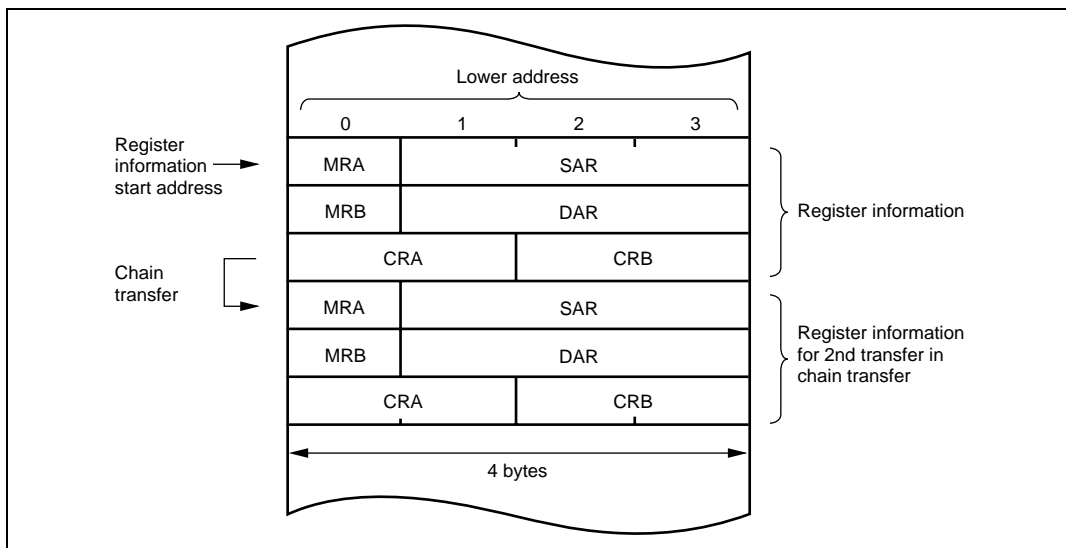 Lower address
0 1 2 3
Register
information
start address
MRA SAR
MRB DAR
CRA CRB
Register information
Chain
transfer
MRA SAR
MRB DAR
CRA CRB
Register information
for 2nd transfer in
chain transfer
4 bytes